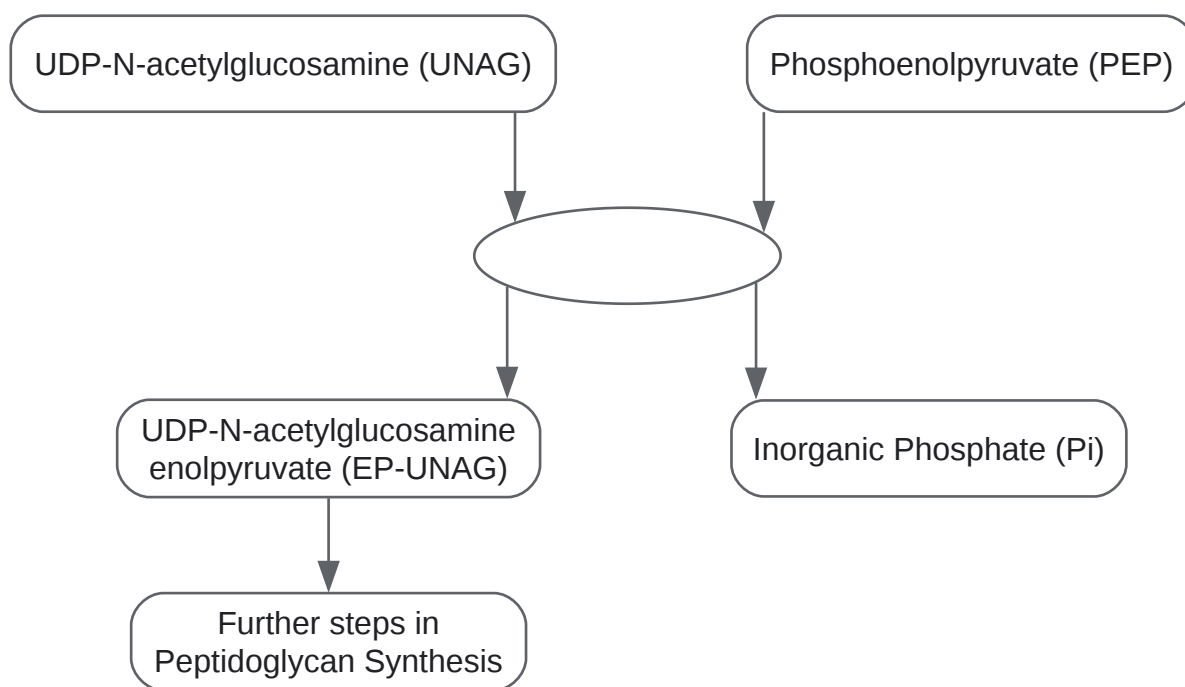 UDP-N-acetylglucosamine (UNAG)
Phosphoenolpyruvate (PEP)
UDP-N-acetylglucosamine
enolpyruvate (EP-UNAG)
Inorganic Phosphate (Pi)
Further steps in
Peptidoglycan Synthesis